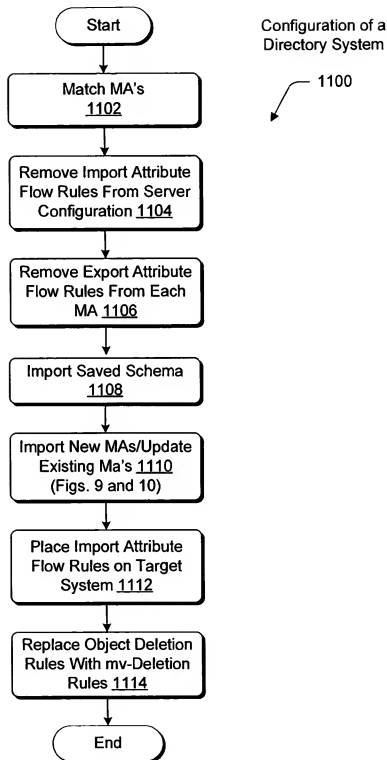 Start
Configuration of a
Directory System
1100
Match MA's
1102
Remove Import Attribute
Flow Rules From Server
Configuration 1104
Remove Export Attribute
Flow Rules From Each
MA 1106
Import Saved Schema
1108
Import New MAs/Update
Existing Ma's 1110
(Figs. 9 and 10)
Place Import Attribute
Flow Rules on Target
System 1112
Replace Object Deletion
Rules With mv-Deletion
Rules 1114
End